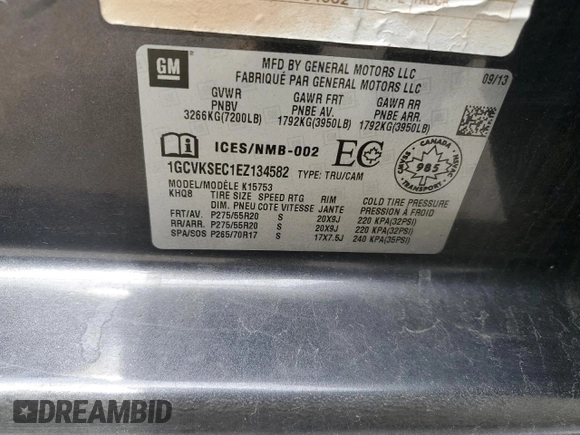 GM
MFD BY GENERAL MOTORS LLC
FABRIQUÉ PAR GENERAL MOTORS LLC
09/13
GVWR GAWR FRT GAWR RR
PNBV PNBE AV. PNBE ARR.
3266KG(7200LB) 1792KG(3950LB) 1792KG(3950LB)
ICES/NMB-002 EC
CANADA
985
TRANSPORT
1GCVKSEC1EZ134582 TYPE: TRU/CAM
MODEL/MODÈLE K15753
KHQ8 TIRE SIZE SPEED RTG RIM COLD TIRE PRESSURE
DIM. PNEU COTE VITESSE JANTE PRESSION À FROID
FRT/AV. P275/55R20 S 20X9J 220 KPA(32PSI)
RR/ARR. P275/55R20 S 20X9J 220 KPA(32PSI)
SPA/SOS P265/70R17 S 17X7.5J 240 KPA(35PSI)
DREAMBID